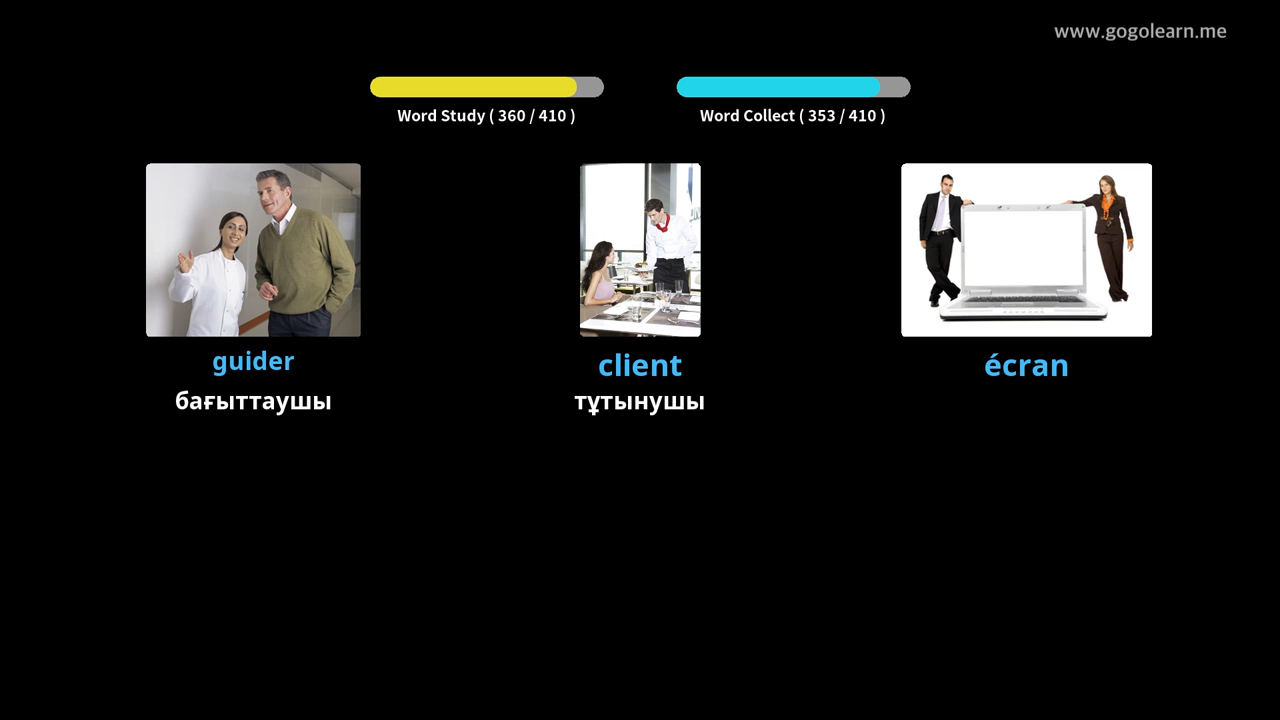 www.gogolearn.me
Word Study ( 360 / 410 )
Word Collect ( 353 / 410 )
guider
client
écran
бағыттаушы
тұтынушы